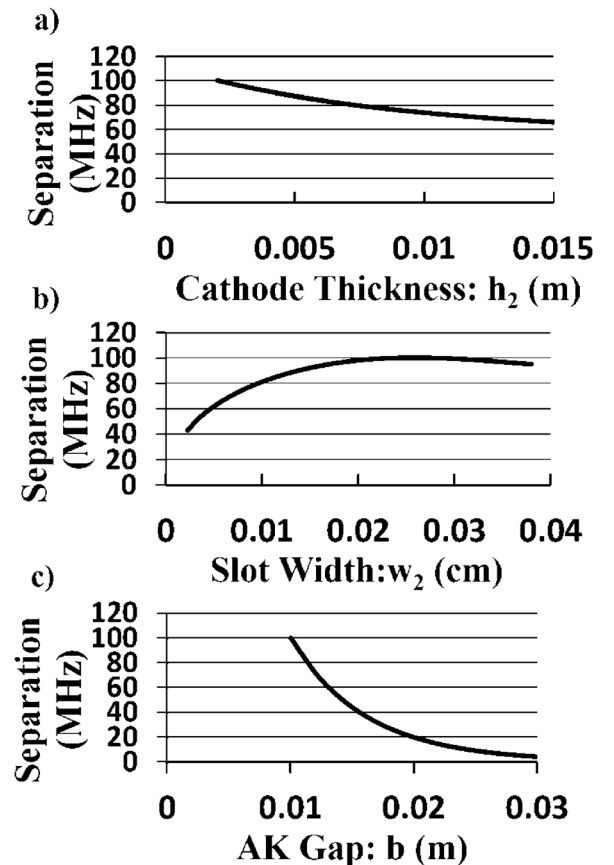 a)
Separation
(MHz)
120
100
80
60
40
20
0
0 0.005 0.01 0.015
Cathode Thickness: h₂ (m)
b)
Separation
(MHz)
120
100
80
60
40
20
0
0 0.01 0.02 0.03 0.04
Slot Width:w₂ (cm)
c)
Separation
(MHz)
120
100
80
60
40
20
0
0 0.01 0.02 0.03
AK Gap: b (m)